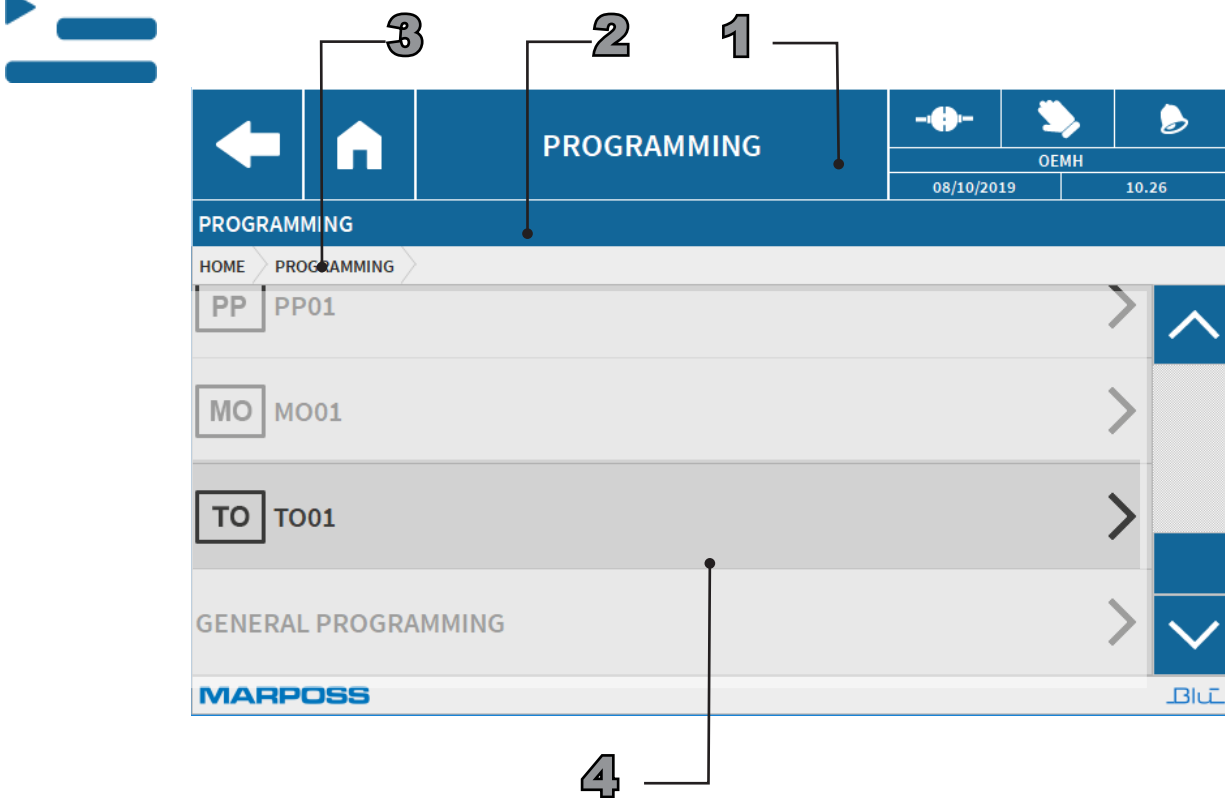 3 2 1
PROGRAMMING
OEMH
08/10/2019 10.26
PROGRAMMING
HOME PROGRAMMING
PP PP01
MO MO01
TO TO01
GENERAL PROGRAMMING
MARPOSS Blú
4